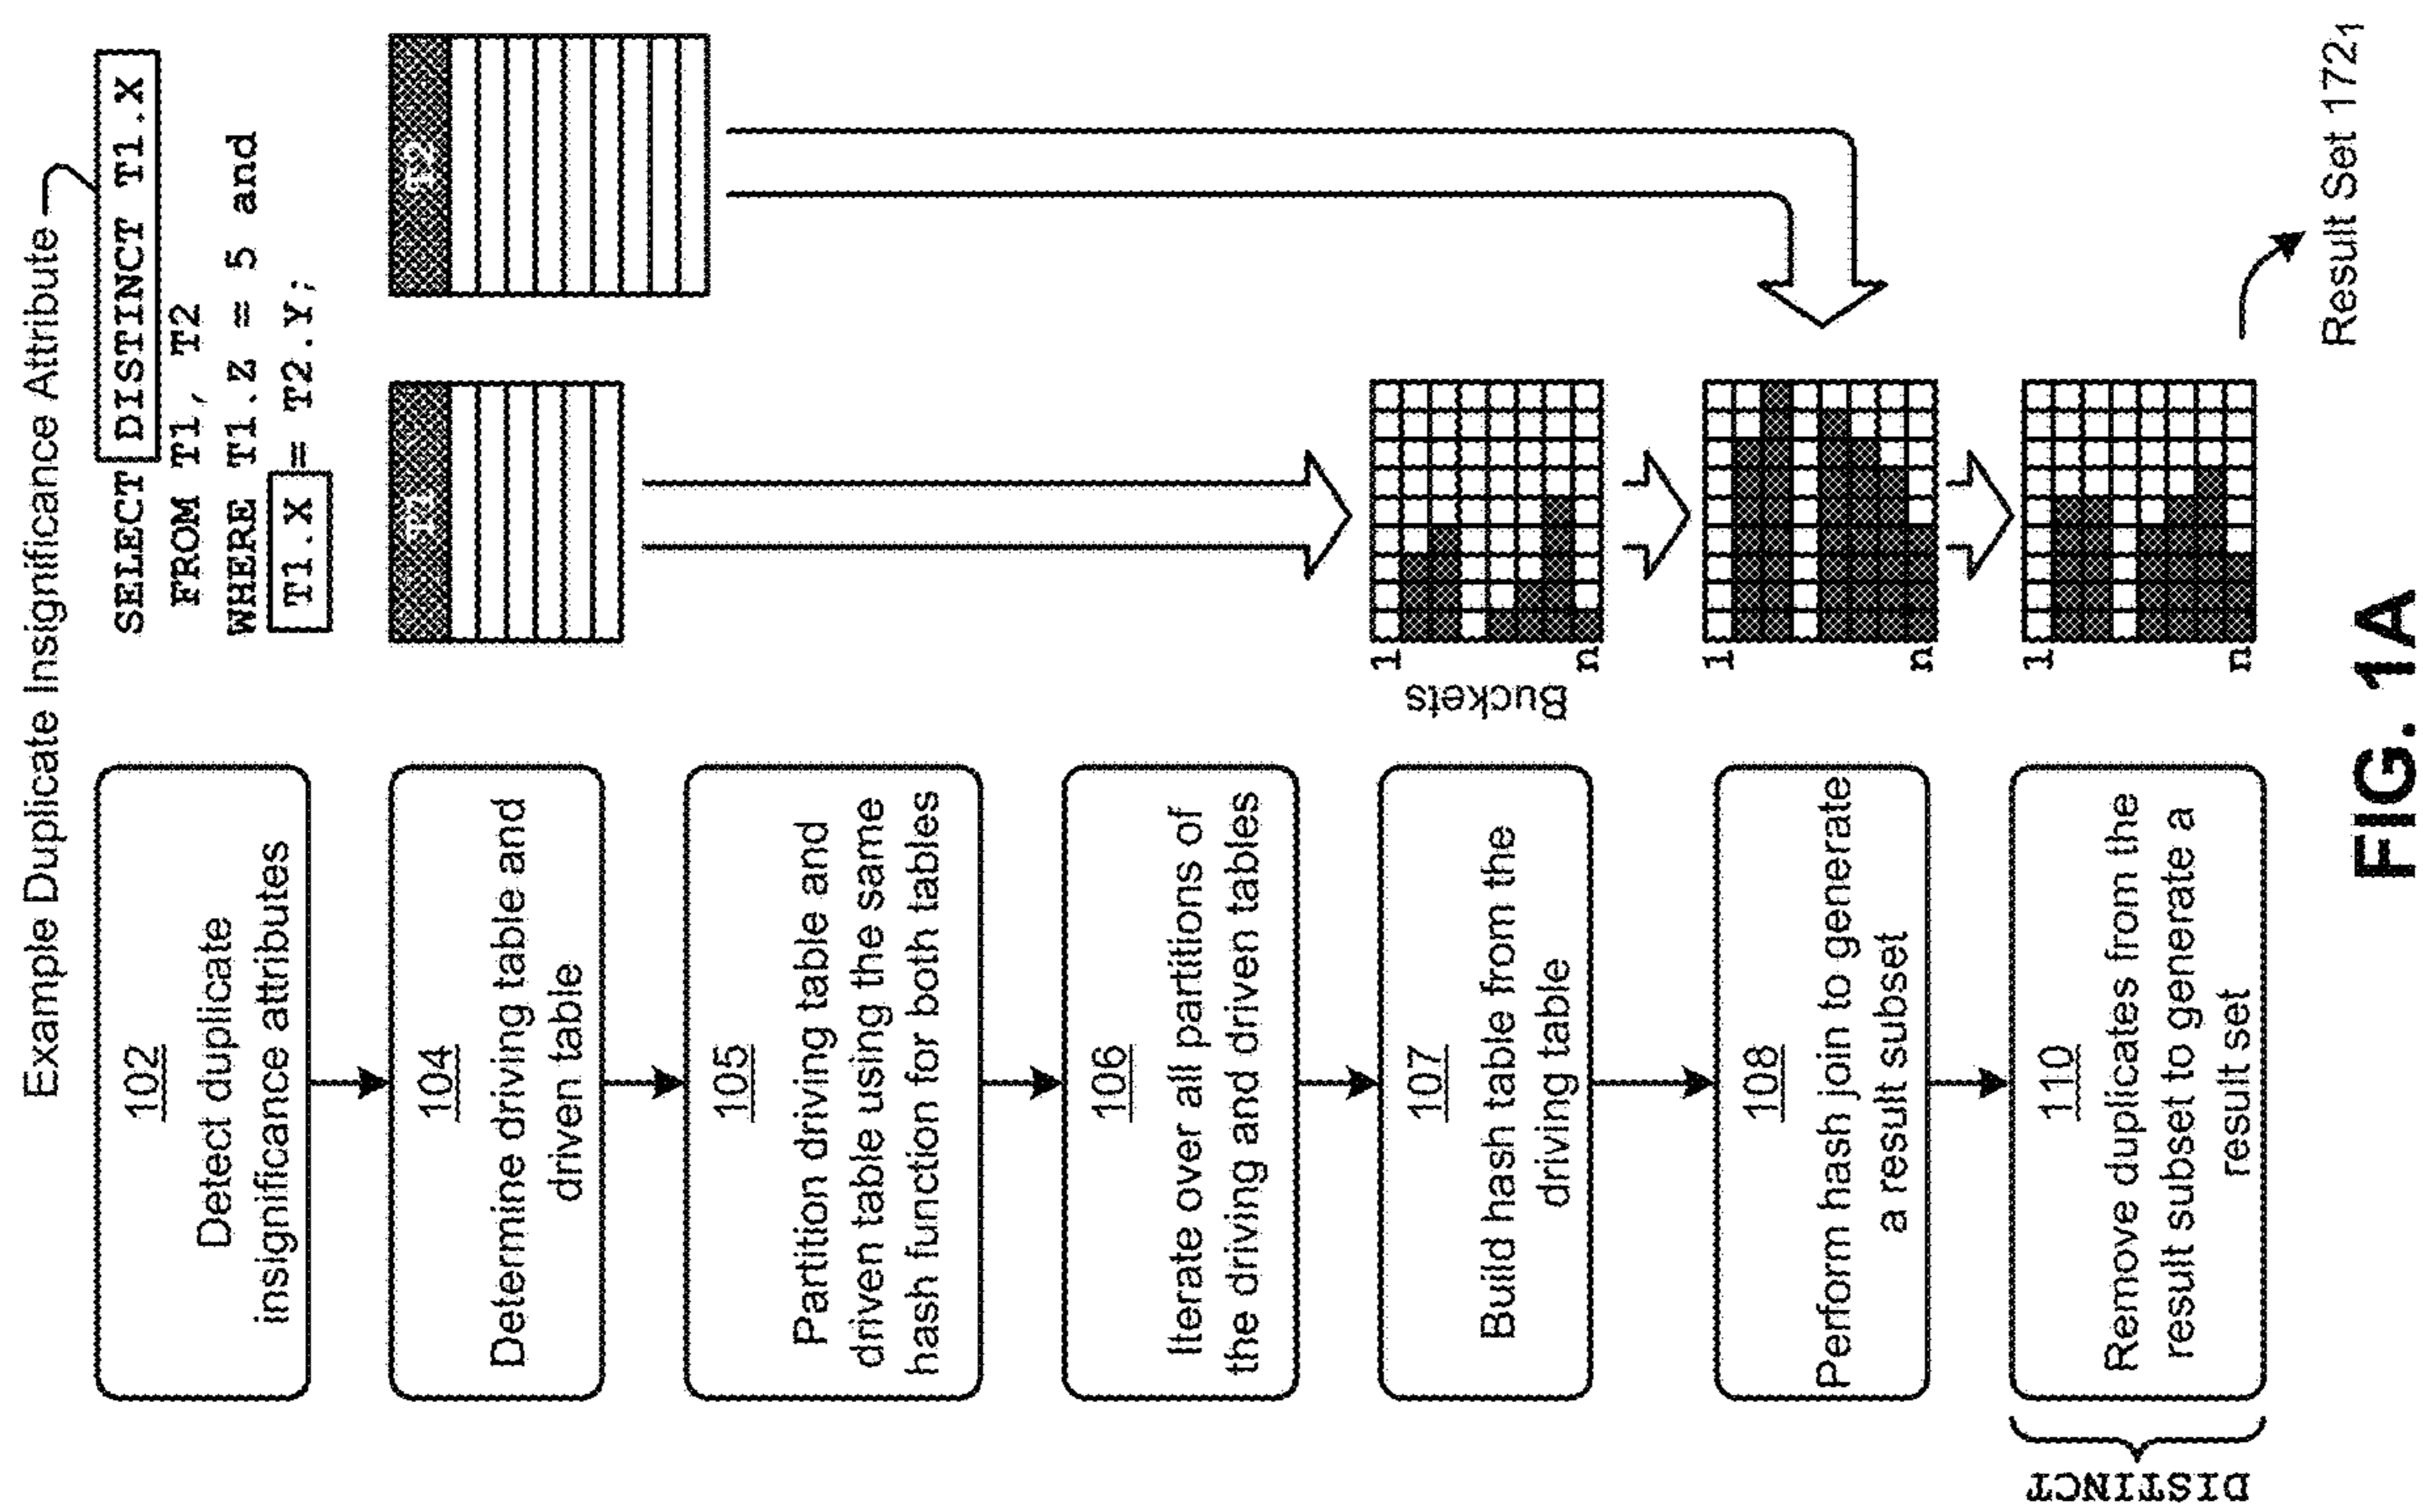 Example Duplicate Insignificance Attribute
SELECT DISTINCT T1.X
FROM T1, T2
WHERE T1.Z = 5 and
T1.X = T2.Y;
102
Detect duplicate
insignificance attributes
104
Determine driving table and
driven table
T1
T2
105
Partition driving table and
driven table using the same
hash function for both tables
106
Iterate over all partitions of
the driving and driven tables
107
Build hash table from the
driving table
Buckets
1
n
108
Perform hash join to generate
a result subset
1
n
DISTINCT
110
Remove duplicates from the
result subset to generate a
result set
1
n
Result Set 172₁
FIG. 1A